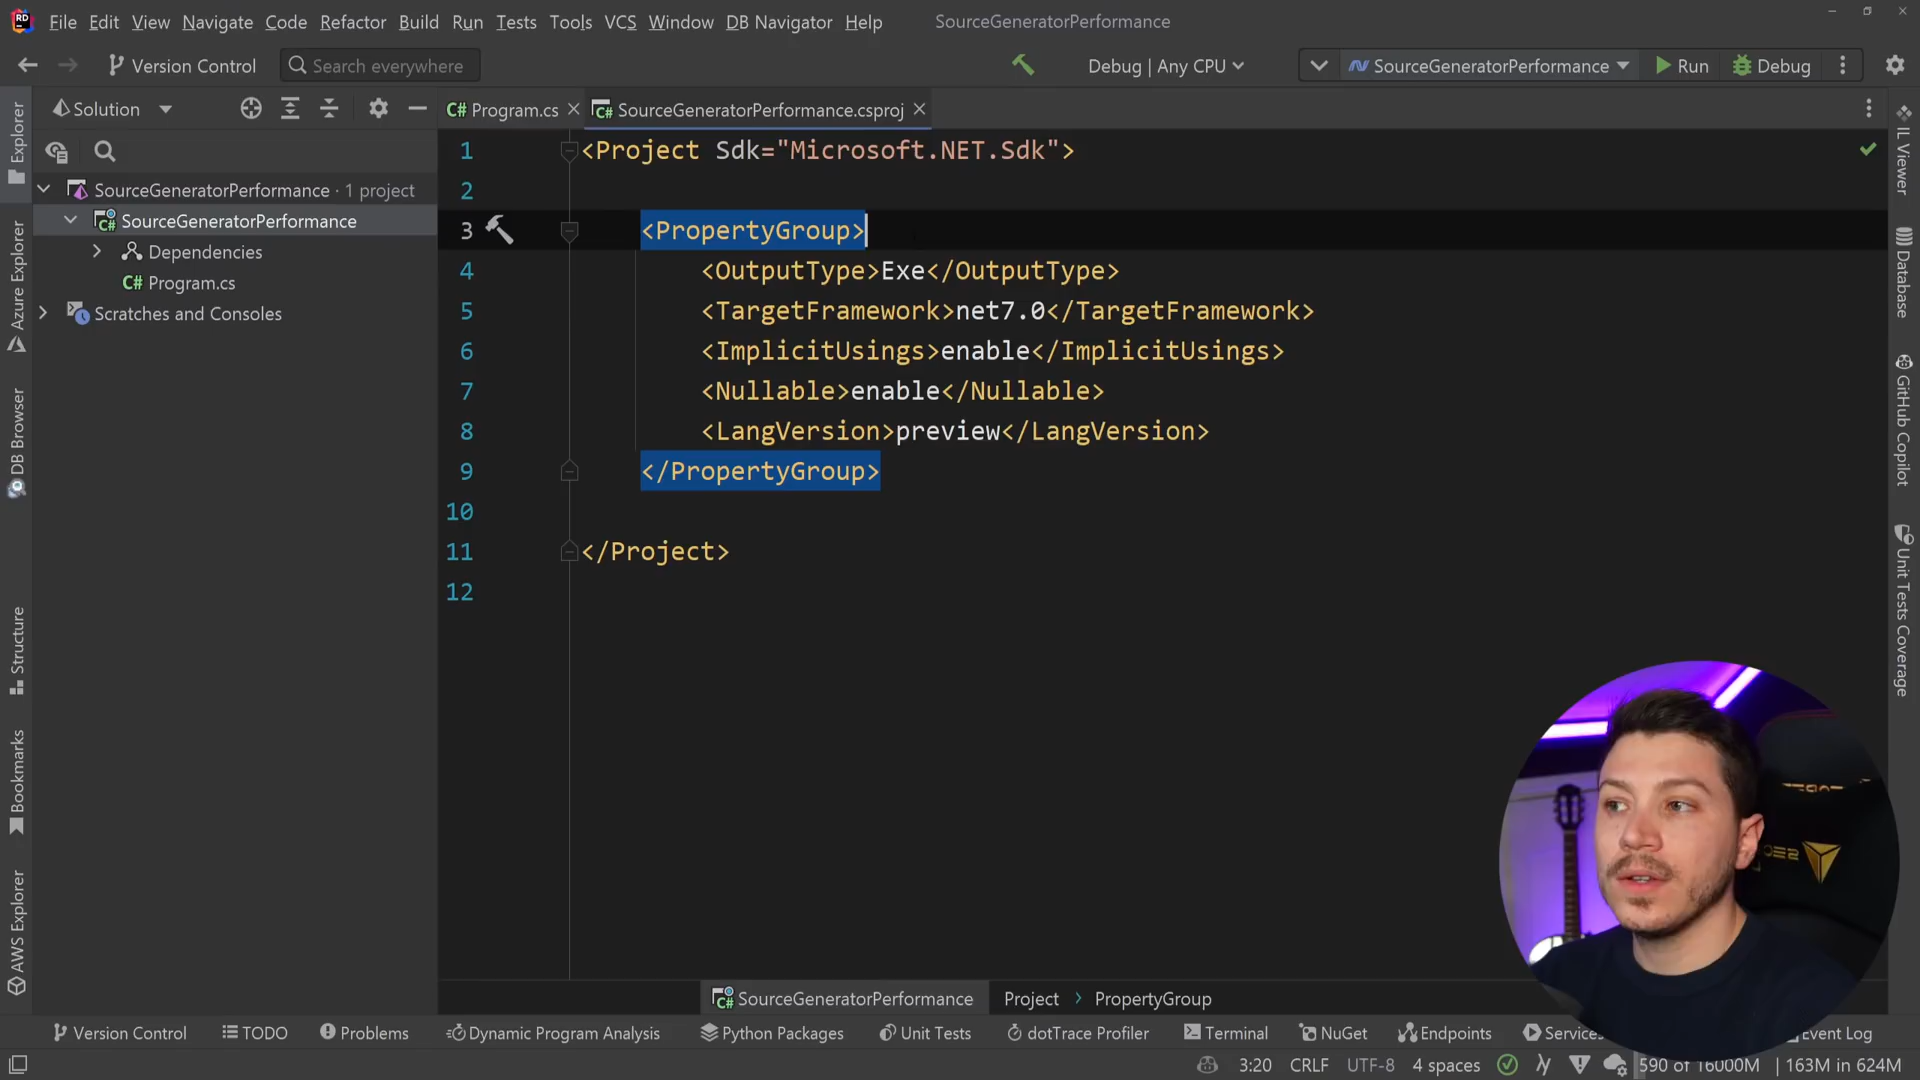 File Edit View Navigate Code Refactor Build Run Tests Tools VCS Window DB Navigator Help SourceGeneratorPerformance
Version Control Search everywhere Debug | Any CPU SourceGeneratorPerformance Run Debug
Solution
Program.cs
SourceGeneratorPerformance.csproj
SourceGeneratorPerformance · 1 project
SourceGeneratorPerformance
Dependencies
C# Program.cs
Scratches and Consoles
1 <Project Sdk="Microsoft.NET.Sdk">
2
3 <PropertyGroup>
4 <OutputType>Exe</OutputType>
5 <TargetFramework>net7.0</TargetFramework>
6 <ImplicitUsings>enable</ImplicitUsings>
7 <Nullable>enable</Nullable>
8 <LangVersion>preview</LangVersion>
9 </PropertyGroup>
10
11 </Project>
12
Explorer
Azure Explorer
DB Browser
Structure
Bookmarks
AWS Explorer
IL Viewer
Database
GitHub Copilot
Unit Tests Coverage
SourceGeneratorPerformance Project > PropertyGroup
Version Control TODO Problems Dynamic Program Analysis Python Packages Unit Tests dotTrace Profiler Terminal NuGet Endpoints Services Event Log
3:20 CRLF UTF-8 4 spaces 590 of 16000M 163M in 624M